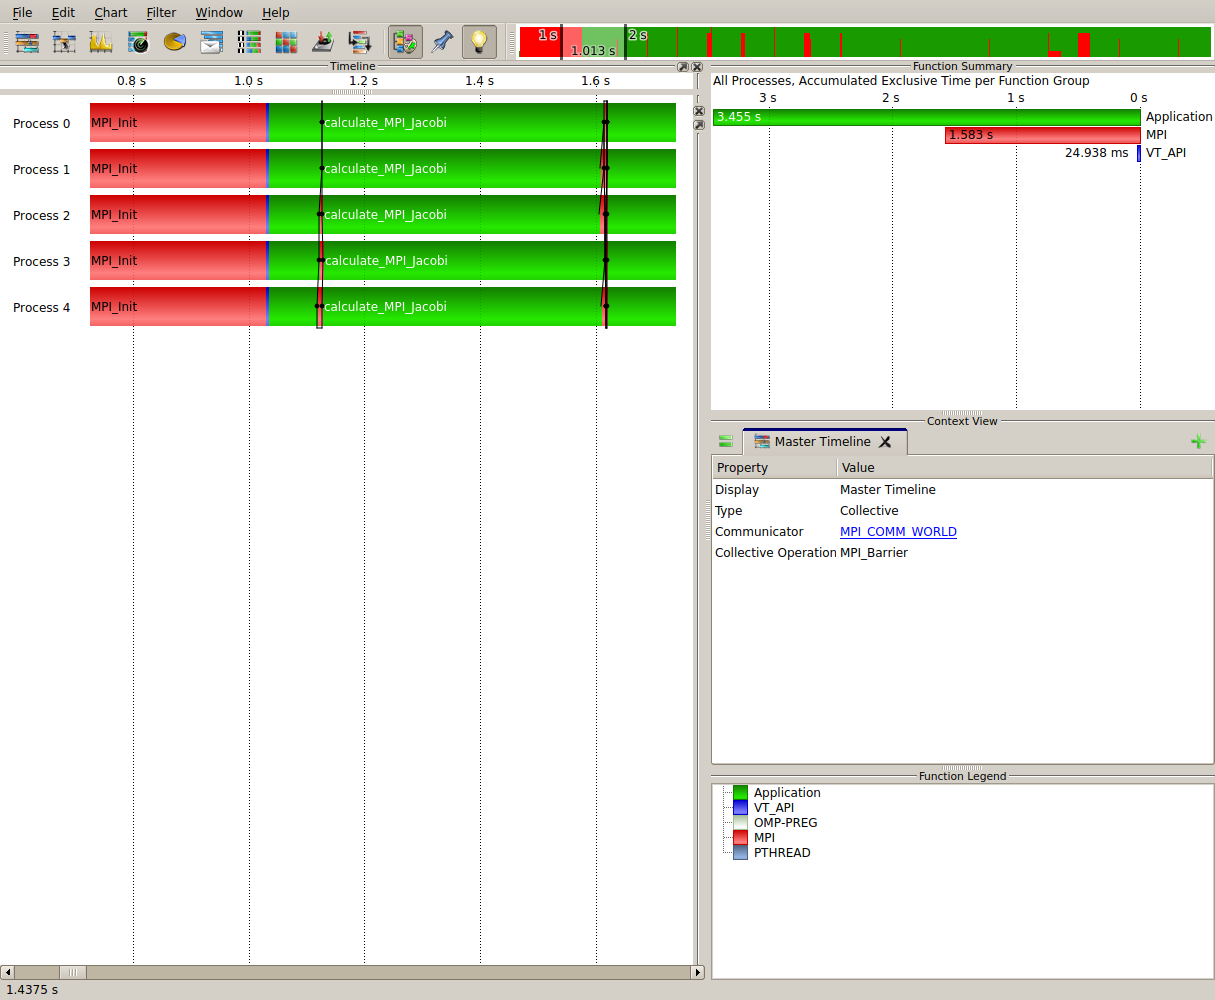 File Edit Chart Filter Window Help
1 s 2 s
1.013 s
Timeline
0.8 s 1.0 s 1.2 s 1.4 s 1.6 s
Process 0 MPI_Init calculate_MPI_Jacobi
Process 1 MPI_Init calculate_MPI_Jacobi
Process 2 MPI_Init calculate_MPI_Jacobi
Process 3 MPI_Init calculate_MPI_Jacobi
Process 4 MPI_Init calculate_MPI_Jacobi
Function Summary
All Processes, Accumulated Exclusive Time per Function Group
3 s 2 s 1 s 0 s
3.455 s Application
1.583 s MPI
24.938 ms VT_API
Context View
Master Timeline
Property Value
Display Master Timeline
Type Collective
Communicator MPI_COMM_WORLD
Collective Operation MPI_Barrier
Function Legend
Application
VT_API
OMP-PREG
MPI
PTHREAD
1.4375 s